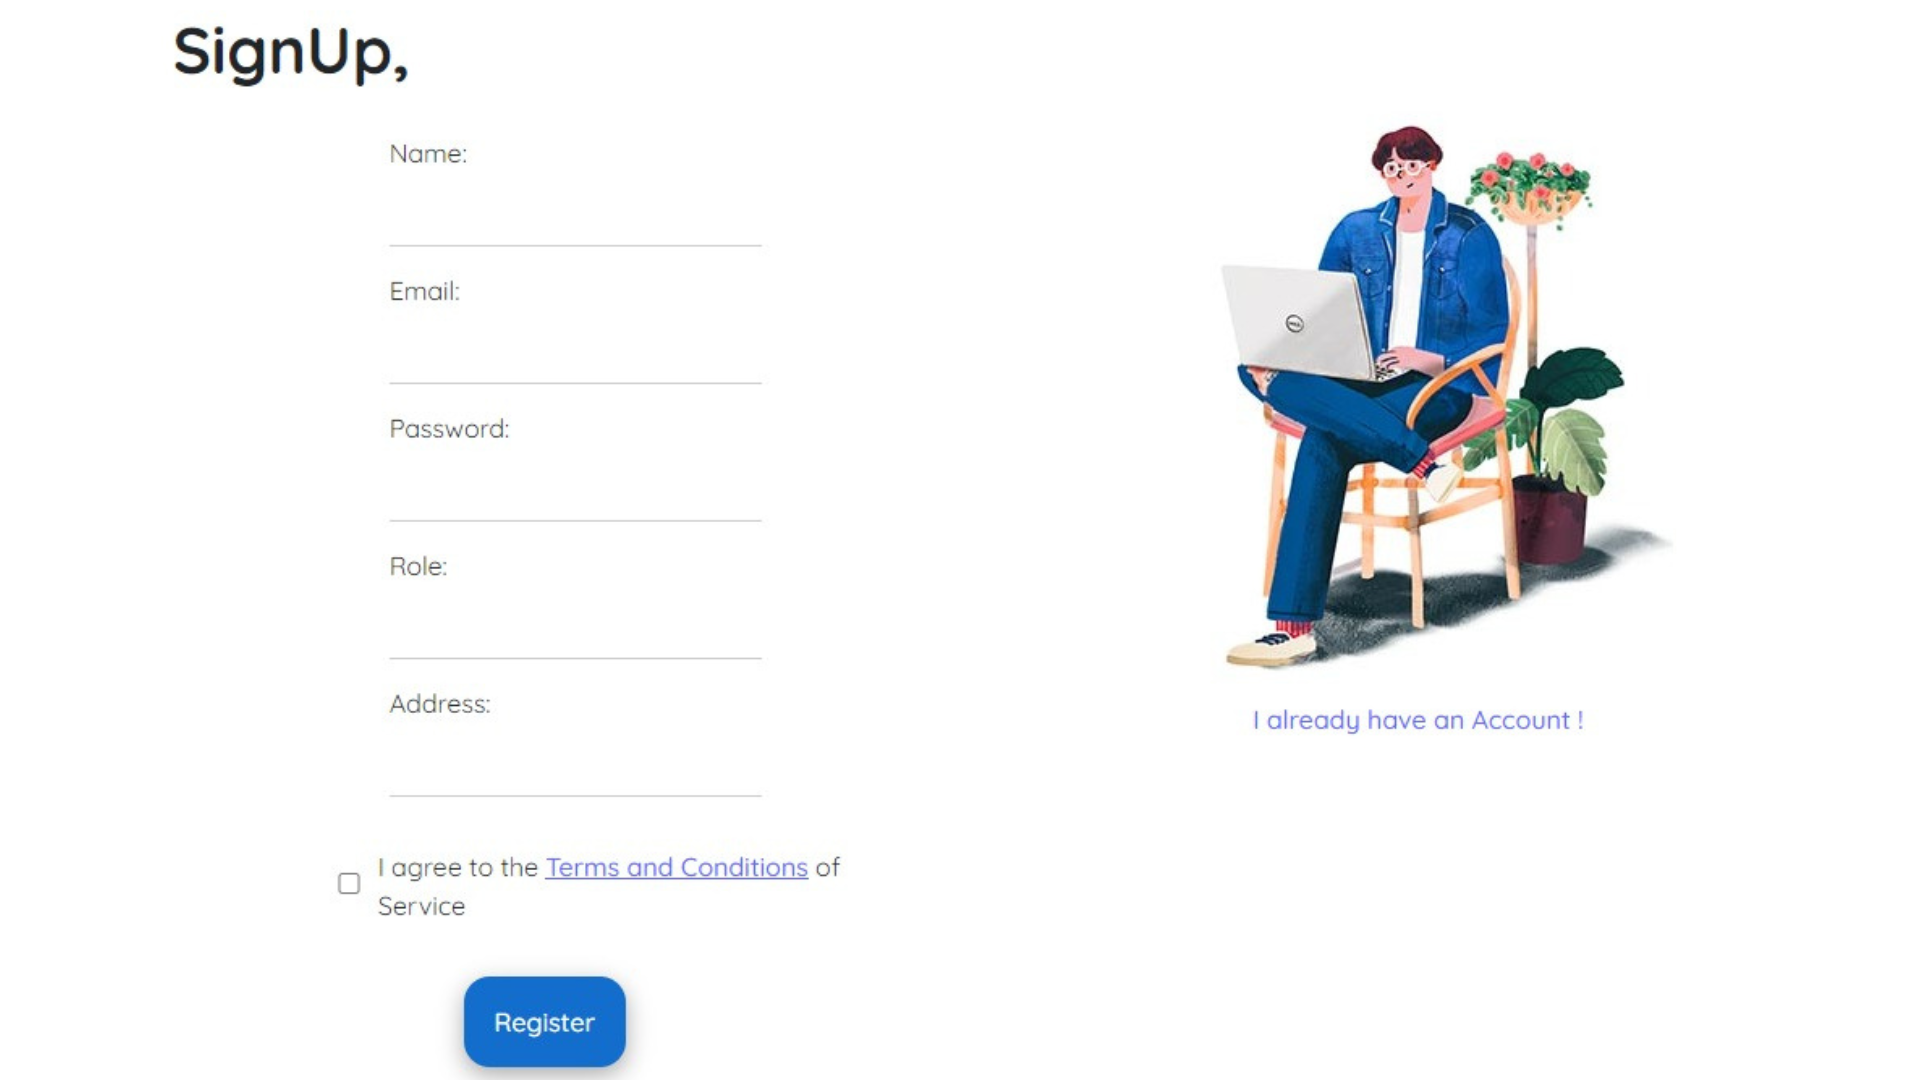 SignUp,
Name:
Email:
Password:
Role:
Address:
I agree to the Terms and Conditions of
Service
Register
DELL
I already have an Account !